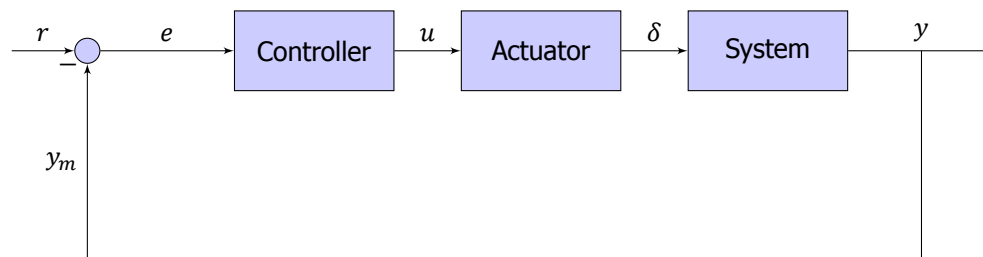 r
e
Controller
u
Actuator
δ
System
y
−
y_m